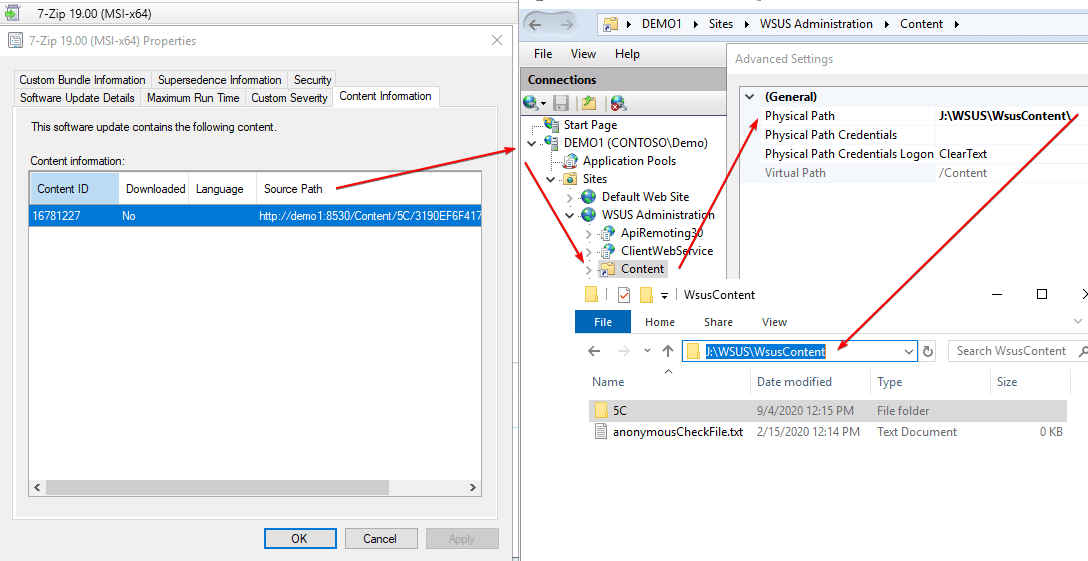 7-Zip 19.00 (MSI-x64)
7-Zip 19.00 (MSI-x64) Properties
Custom Bundle Information Supersedence Information Security
Software Update Details Maximum Run Time Custom Severity Content Information
This software update contains the following content.
Content information:
Content ID Downloaded Language Source Path
16781227 No http://demo1:8530/Content/5C/3190EF6F417
OK Cancel Apply
DEMO1 Sites WSUS Administration Content
File View Help
Connections
Start Page
DEMO1 (CONTOSO\Demo)
Application Pools
Sites
Default Web Site
WSUS Administration
ApiRemoting30
ClientWebService
Content
Advanced Settings
(General)
Physical Path J:\WSUS\WsusContent\
Physical Path Credentials
Physical Path Credentials Logon ClearText
Virtual Path /Content
WsusContent
File Home Share View
J:\WSUS\WsusContent Search WsusContent
Name Date modified Type Size
5C 9/4/2020 12:15 PM File folder
anonymousCheckFile.txt 2/15/2020 12:14 PM Text Document 0 KB